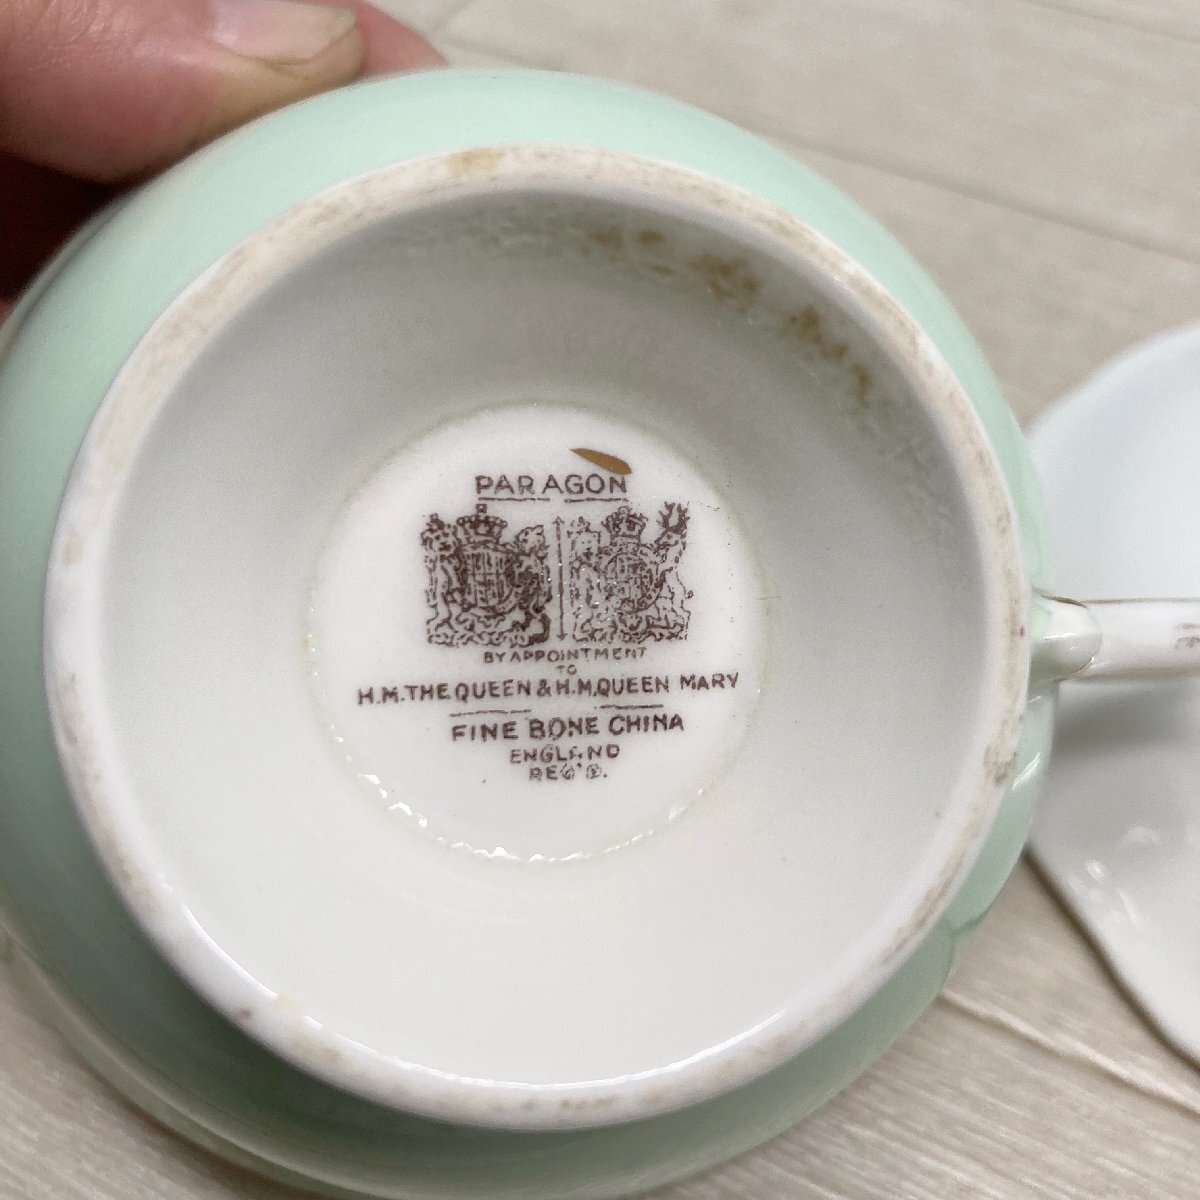 PARAGON
BY APPOINTMENT
TO
H.M. THE QUEEN & H.M. QUEEN MARY
FINE BONE CHINA
ENGLAND
REG'D.